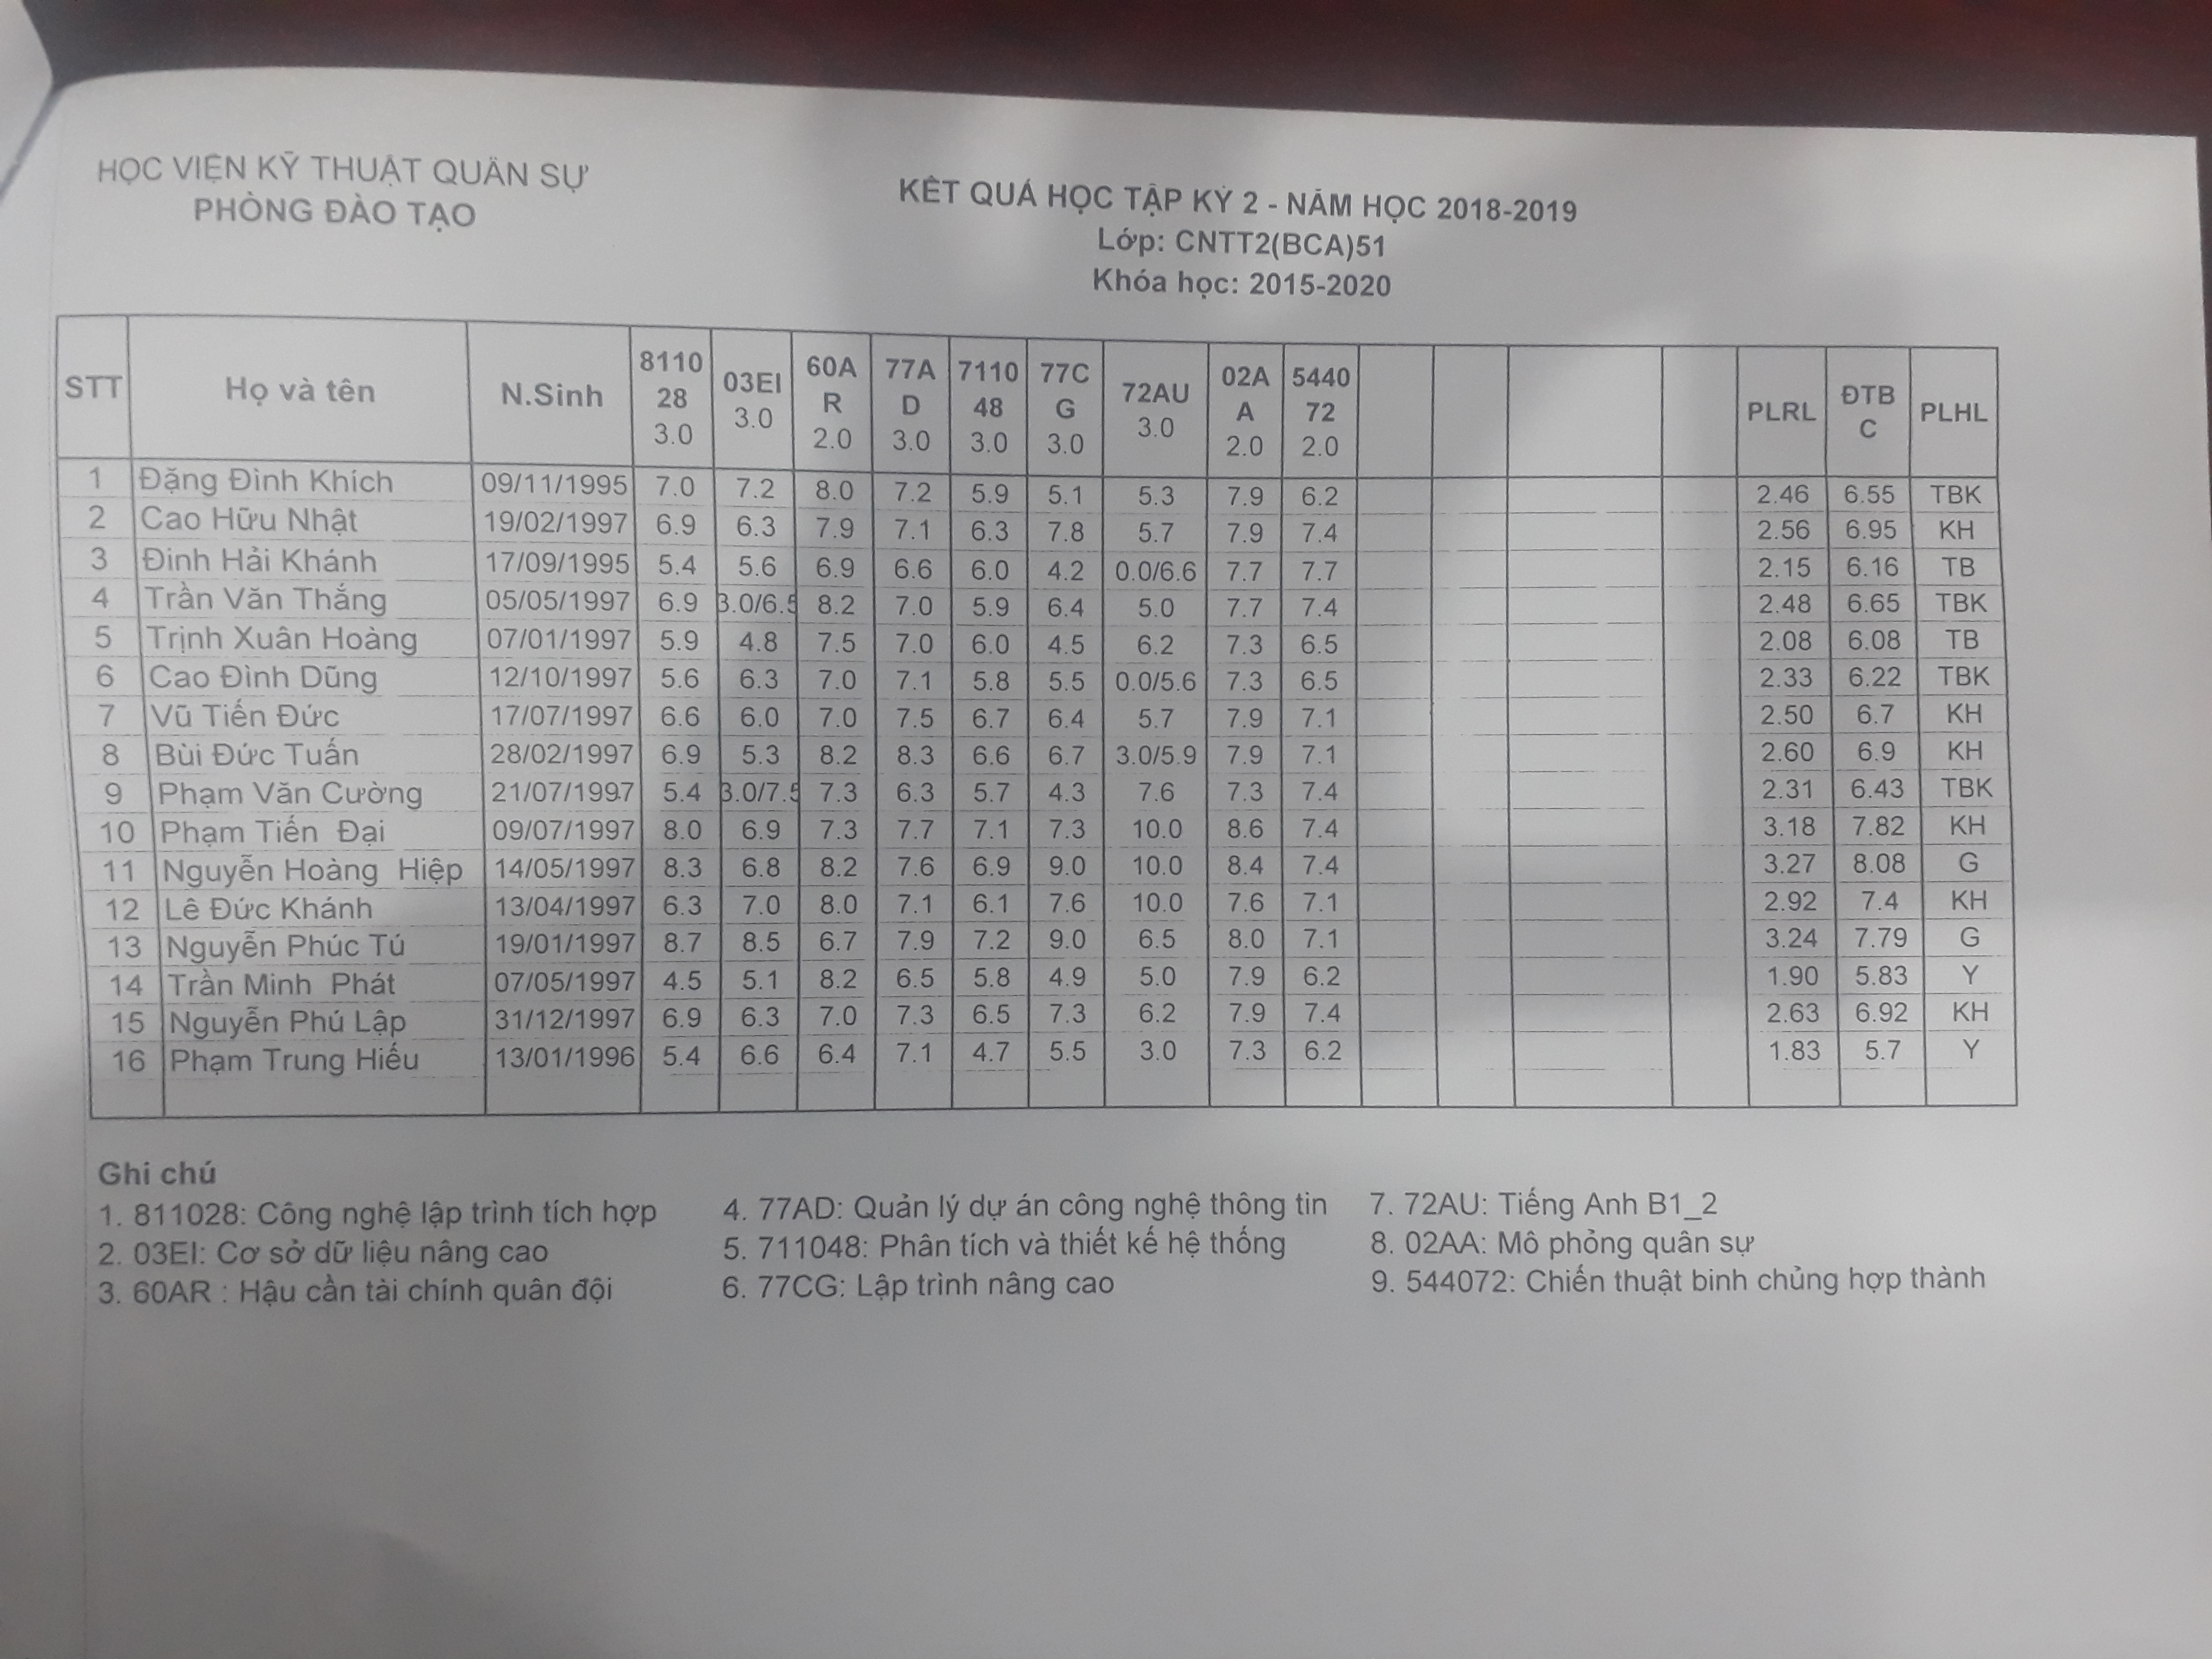 HỌC VIỆN KỸ THUẬT QUÂN SỰ
PHÒNG ĐÀO TẠO
KẾT QUẢ HỌC TẬP KỲ 2 - NĂM HỌC 2018-2019
Lớp: CNTT2(BCA)51
Khóa học: 2015-2020
STT Họ và tên N.Sinh 811028 3.0 03EI 3.0 60AR 2.0 77AD 3.0 711048 3.0 77CG 3.0 72AU 3.0 02AA 2.0 544072 2.0 PLRL ĐTBC PLHL
1 Đặng Đình Khích 09/11/1995 7.0 7.2 8.0 7.2 5.9 5.1 5.3 7.9 6.2 2.46 6.55 TBK
2 Cao Hữu Nhật 19/02/1997 6.9 6.3 7.9 7.1 6.3 7.8 5.7 7.9 7.4 2.56 6.95 KH
3 Đinh Hải Khánh 17/09/1995 5.4 5.6 6.9 6.6 6.0 4.2 0.0/6.6 7.7 7.7 2.15 6.16 TB
4 Trần Văn Thắng 05/05/1997 6.9 3.0/6.5 8.2 7.0 5.9 6.4 5.0 7.7 7.4 2.48 6.65 TBK
5 Trịnh Xuân Hoàng 07/01/1997 5.9 4.8 7.5 7.0 6.0 4.5 6.2 7.3 6.5 2.08 6.08 TB
6 Cao Đình Dũng 12/10/1997 5.6 6.3 7.0 7.1 5.8 5.5 0.0/5.6 7.3 6.5 2.33 6.22 TBK
7 Vũ Tiến Đức 17/07/1997 6.6 6.0 7.0 7.5 6.7 6.4 5.7 7.9 7.1 2.50 6.7 KH
8 Bùi Đức Tuấn 28/02/1997 6.9 5.3 8.2 8.3 6.6 6.7 3.0/5.9 7.9 7.1 2.60 6.9 KH
9 Phạm Văn Cường 21/07/1997 5.4 3.0/7.5 7.3 6.3 5.7 4.3 7.6 7.3 7.4 2.31 6.43 TBK
10 Phạm Tiến Đại 09/07/1997 8.0 6.9 7.3 7.7 7.1 7.3 10.0 8.6 7.4 3.18 7.82 KH
11 Nguyễn Hoàng Hiệp 14/05/1997 8.3 6.8 8.2 7.6 6.9 9.0 10.0 8.4 7.4 3.27 8.08 G
12 Lê Đức Khánh 13/04/1997 6.3 7.0 8.0 7.1 6.1 7.6 10.0 7.6 7.1 2.92 7.4 KH
13 Nguyễn Phúc Tú 19/01/1997 8.7 8.5 6.7 7.9 7.2 9.0 6.5 8.0 7.1 3.24 7.79 G
14 Trần Minh Phát 07/05/1997 4.5 5.1 8.2 6.5 5.8 4.9 5.0 7.9 6.2 1.90 5.83 Y
15 Nguyễn Phú Lập 31/12/1997 6.9 6.3 7.0 7.3 6.5 7.3 6.2 7.9 7.4 2.63 6.92 KH
16 Phạm Trung Hiếu 13/01/1996 5.4 6.6 6.4 7.1 4.7 5.5 3.0 7.3 6.2 1.83 5.7 Y
Ghi chú
1. 811028: Công nghệ lập trình tích hợp
2. 03EI: Cơ sở dữ liệu nâng cao
3. 60AR : Hậu cần tài chính quân đội
4. 77AD: Quản lý dự án công nghệ thông tin
5. 711048: Phân tích và thiết kế hệ thống
6. 77CG: Lập trình nâng cao
7. 72AU: Tiếng Anh B1_2
8. 02AA: Mô phỏng quân sự
9. 544072: Chiến thuật binh chủng hợp thành